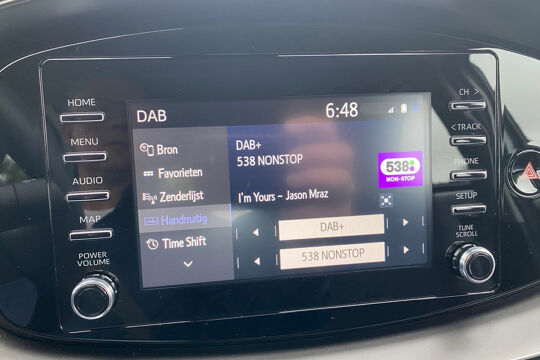 HOME
MENU
AUDIO
MAP
POWER
VOLUME
DAB
6:48
Bron
Favorieten
Zenderlijst
Handmatig
Time Shift
DAB+
538 NONSTOP
538
NON-STOP
I'm Yours – Jason Mraz
DAB+
538 NONSTOP
CH >
< TRACK
PHONE
SETUP
TUNE
SCROLL